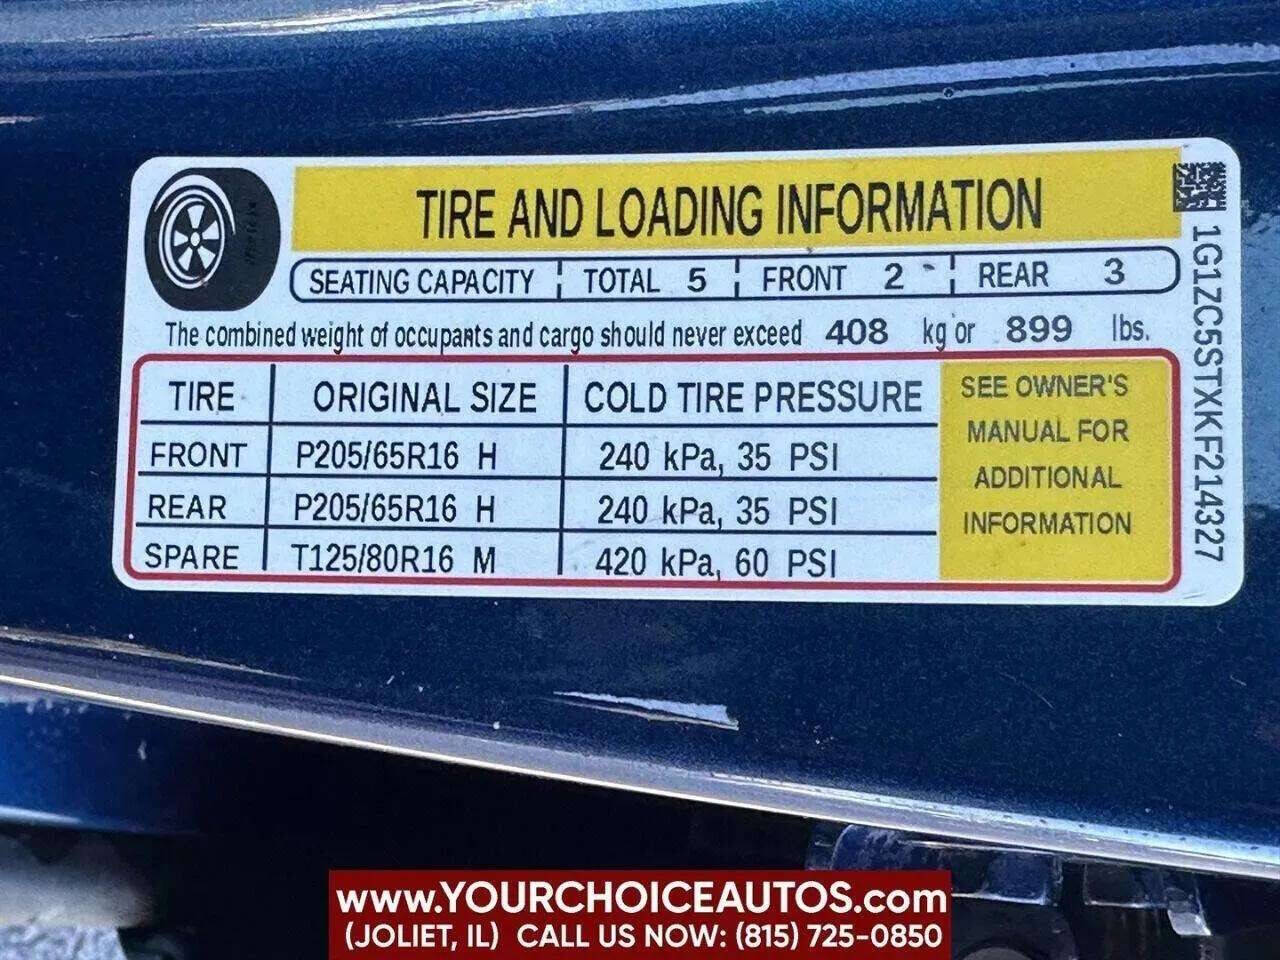 TIRE AND LOADING INFORMATION
SEATING CAPACITY TOTAL 5 FRONT 2 REAR 3
The combined weight of occupants and cargo should never exceed 408 kg or 899 lbs.
TIRE ORIGINAL SIZE COLD TIRE PRESSURE
FRONT P205/65R16 H 240 kPa, 35 PSI
REAR P205/65R16 H 240 kPa, 35 PSI
SPARE T125/80R16 M 420 kPa, 60 PSI
SEE OWNER'S
MANUAL FOR
ADDITIONAL
INFORMATION
1G1ZC5STXKF214327
www.YOURCHOICEAUTOS.com
(JOLIET, IL) CALL US NOW: (815) 725-0850